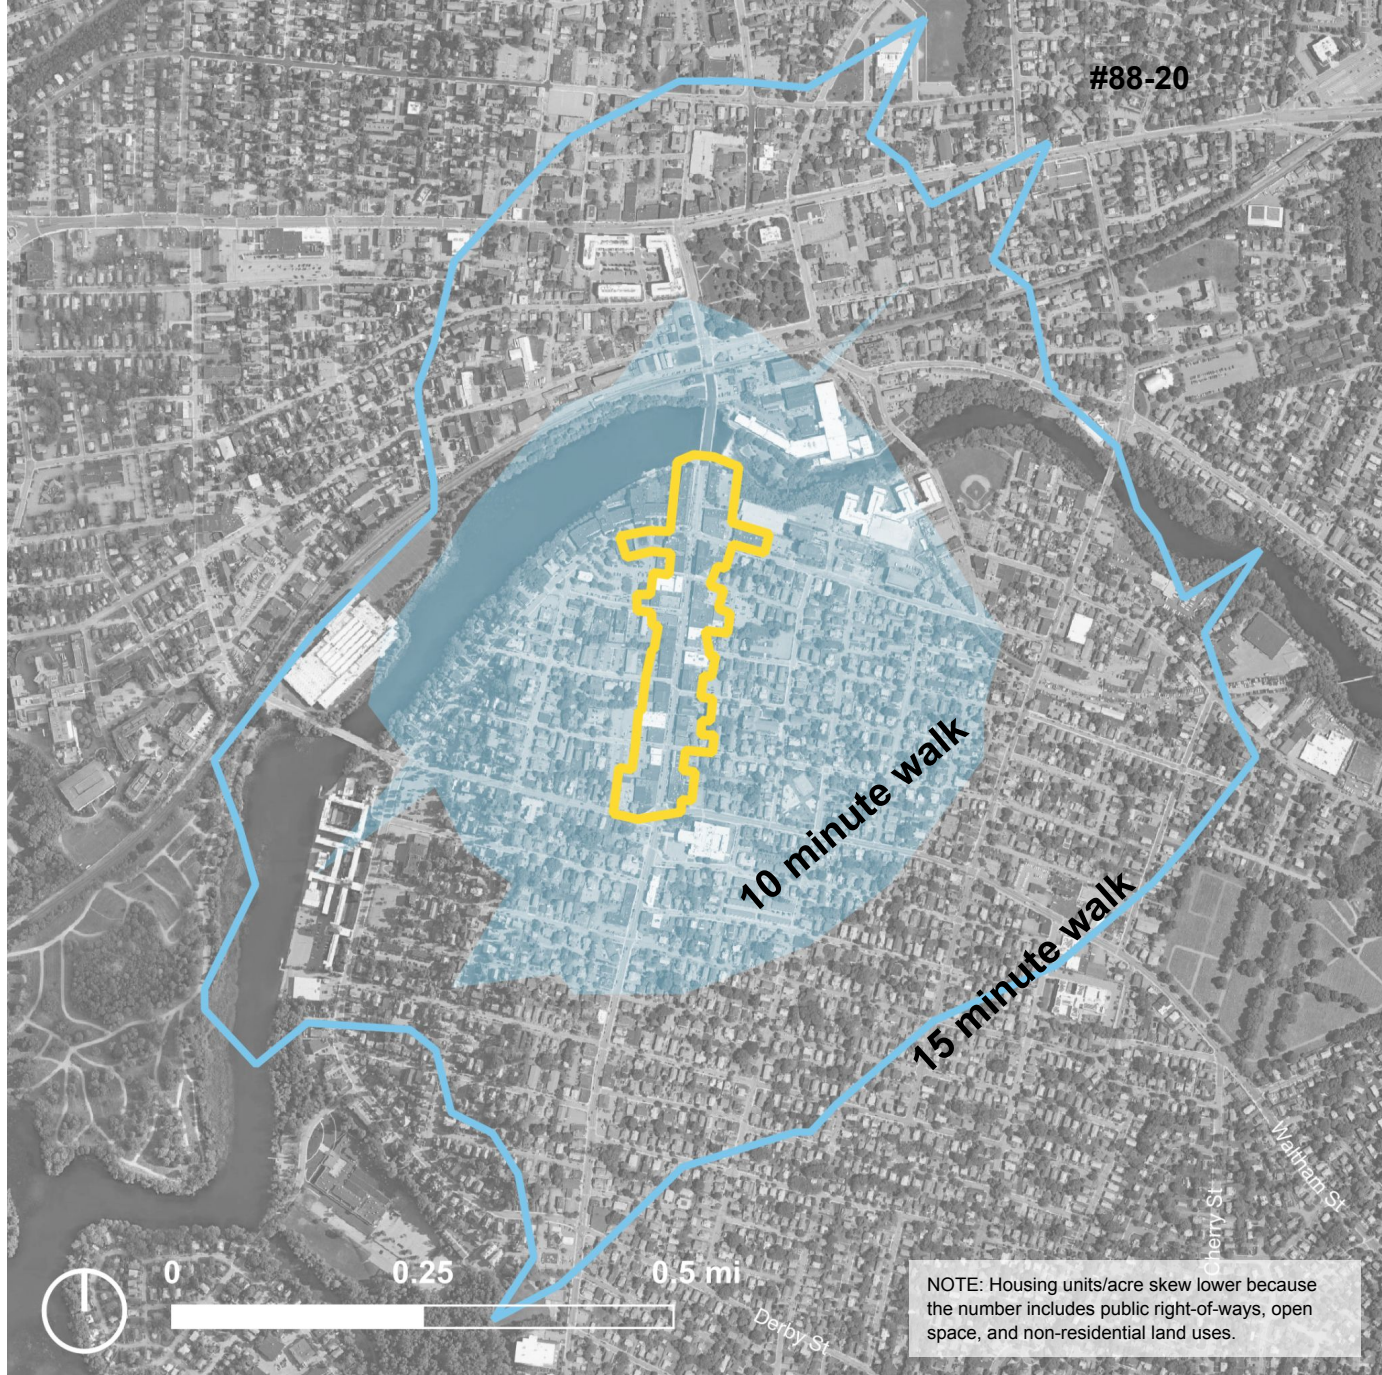 #88-20
10 minute walk
15 minute walk
Waltham St
Cherry St
0 0.25 0.5 mi
Derby St
NOTE: Housing units/acre skew lower because
the number includes public right-of-ways, open
space, and non-residential land uses.